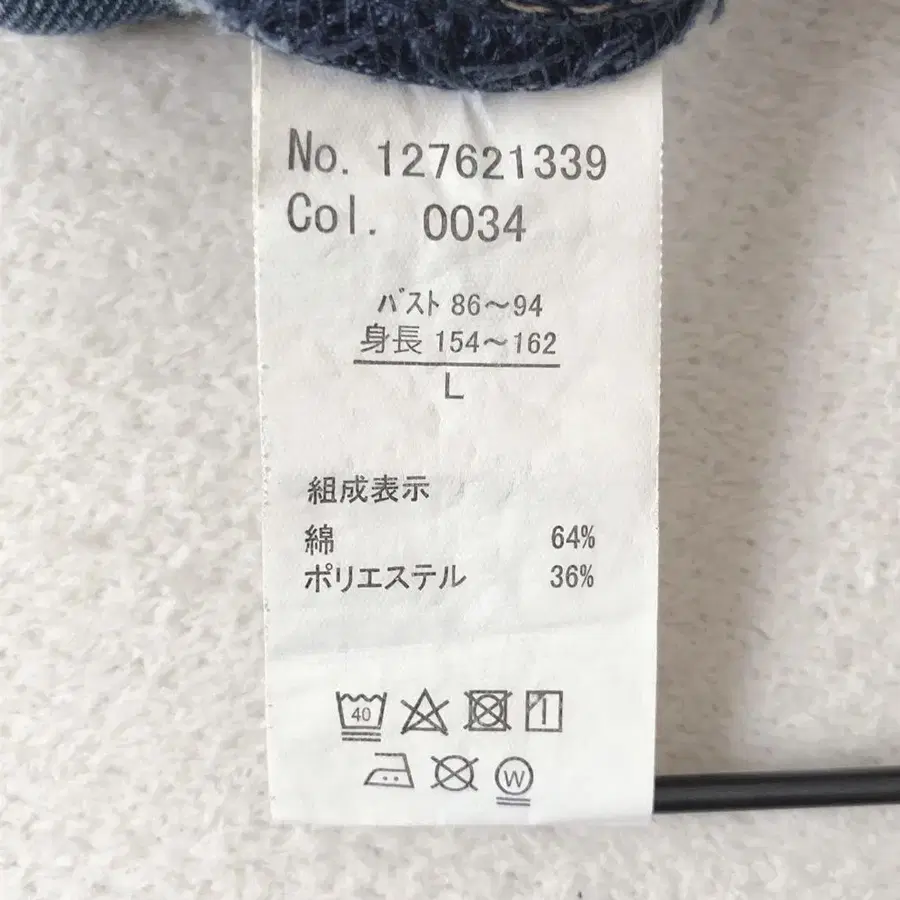 No. 127621339
Col. 0034
バスト 86～94
身長 154～162
L
組成表示
綿 64%
ポリエステル 36%
40
W